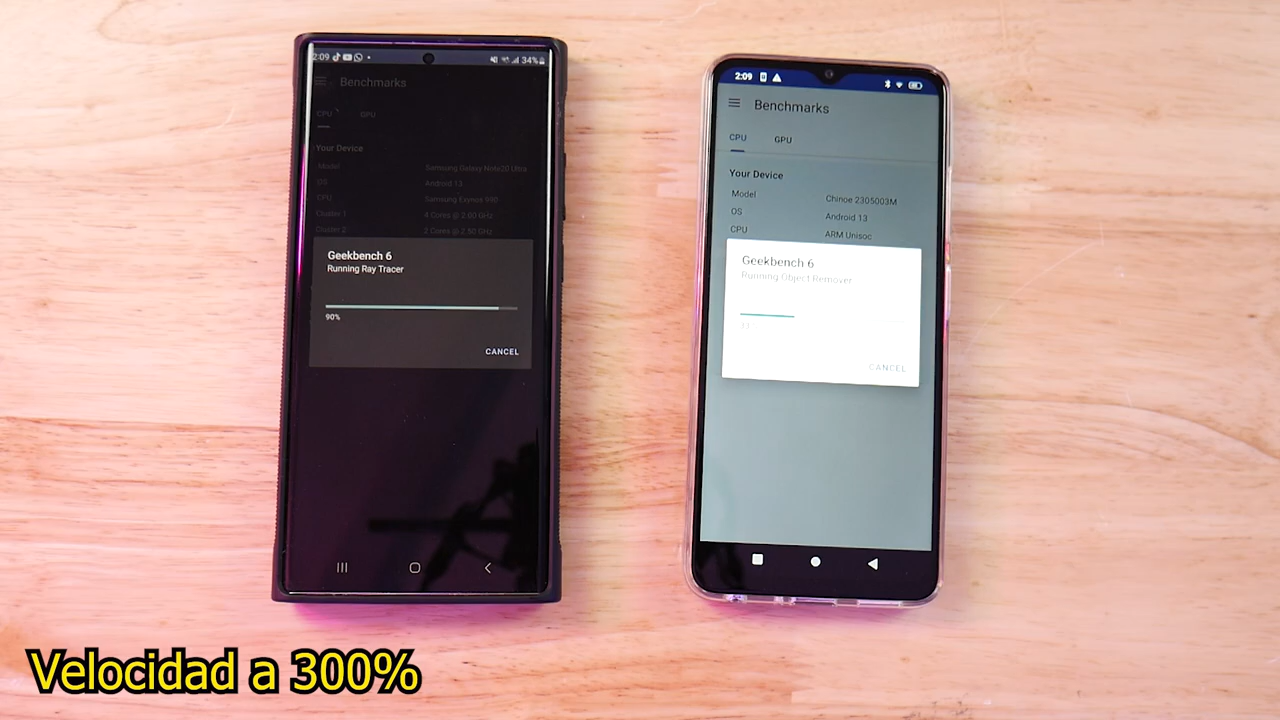 2:09
34%
Benchmarks
CPU GPU
Your Device
Model Samsung Galaxy Note20 Ultra
OS Android 13
CPU Samsung Exynos 990
Cluster 1 4 Cores @ 2.00 GHz
Cluster 2 2 Cores @ 2.50 GHz
Geekbench 6
Running Ray Tracer
90%
CANCEL
2:09
Benchmarks
CPU GPU
Your Device
Model Chinoe 2305003M
OS Android 13
CPU ARM Unisoc
Geekbench 6
Running Object Remover
CANCEL
Velocidad a 300%